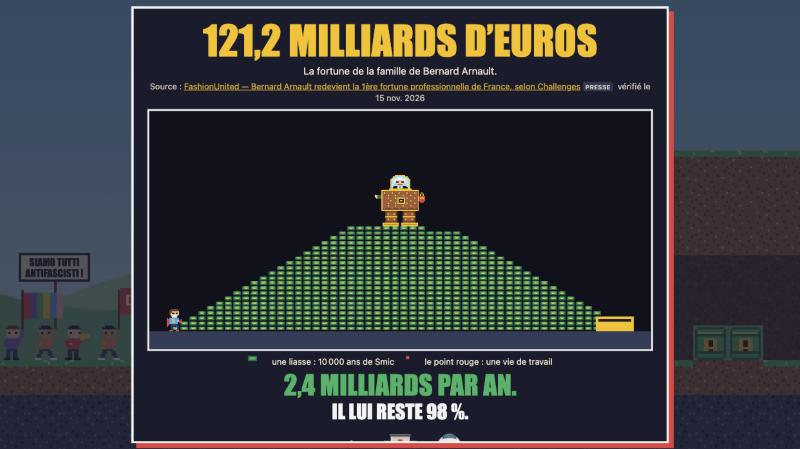 121,2 MILLIARDS D'EUROS
La fortune de la famille de Bernard Arnault.
Source : FashionUnited — Bernard Arnault redevient la 1ère fortune professionnelle de France, selon Challenges PRESSE vérifié le
15 nov. 2026
SIAMO TUTTI
ANTIFASCISTI !
une liasse : 10 000 ans de Smic
le point rouge : une vie de travail
2,4 MILLIARDS PAR AN.
IL LUI RESTE 98 %.